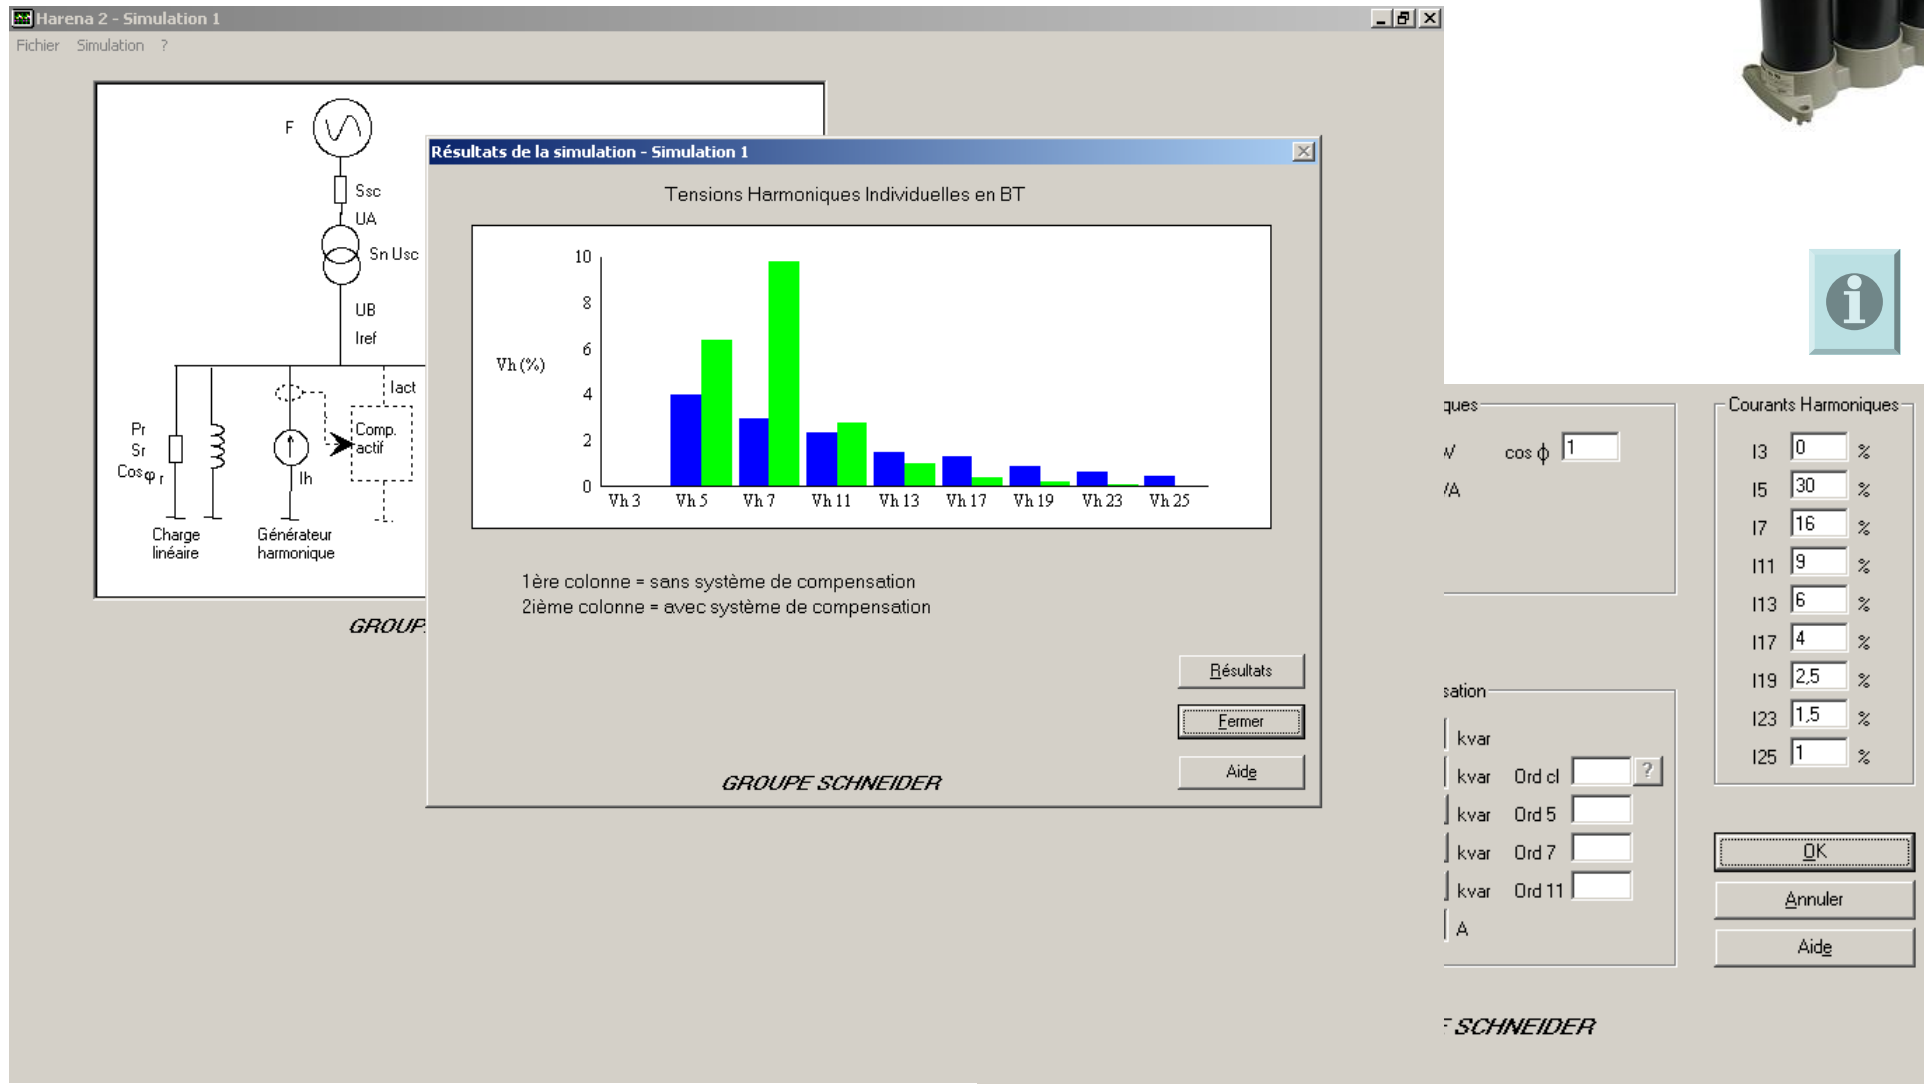 Harena 2 - Simulation 1
Fichier Simulation ?
F
Ssc
UA
Sn Usc
UB
Iref
Iact
Pr
Sr
Cosφ r
Comp.
actif
Ih
Charge
linéaire
Générateur
harmonique
GROUP
Résultats de la simulation - Simulation 1
Tensions Harmoniques Individuelles en BT
10
8
6
Vh (%)
4
2
0
Vh 3 Vh 5 Vh 7 Vh 11 Vh 13 Vh 17 Vh 19 Vh 23 Vh 25
1ère colonne = sans système de compensation
2ième colonne = avec système de compensation
Résultats
Fermer
Aide
GROUPE SCHNEIDER
ques
cos ϕ 1
/A
sation
kvar
kvar Ord cl ?
kvar Ord 5
kvar Ord 7
kvar Ord 11
A
Courants Harmoniques
I3 0 %
I5 30 %
I7 16 %
I11 9 %
I13 6 %
I17 4 %
I19 2,5 %
I23 1,5 %
I25 1 %
OK
Annuler
Aide
SCHNEIDER